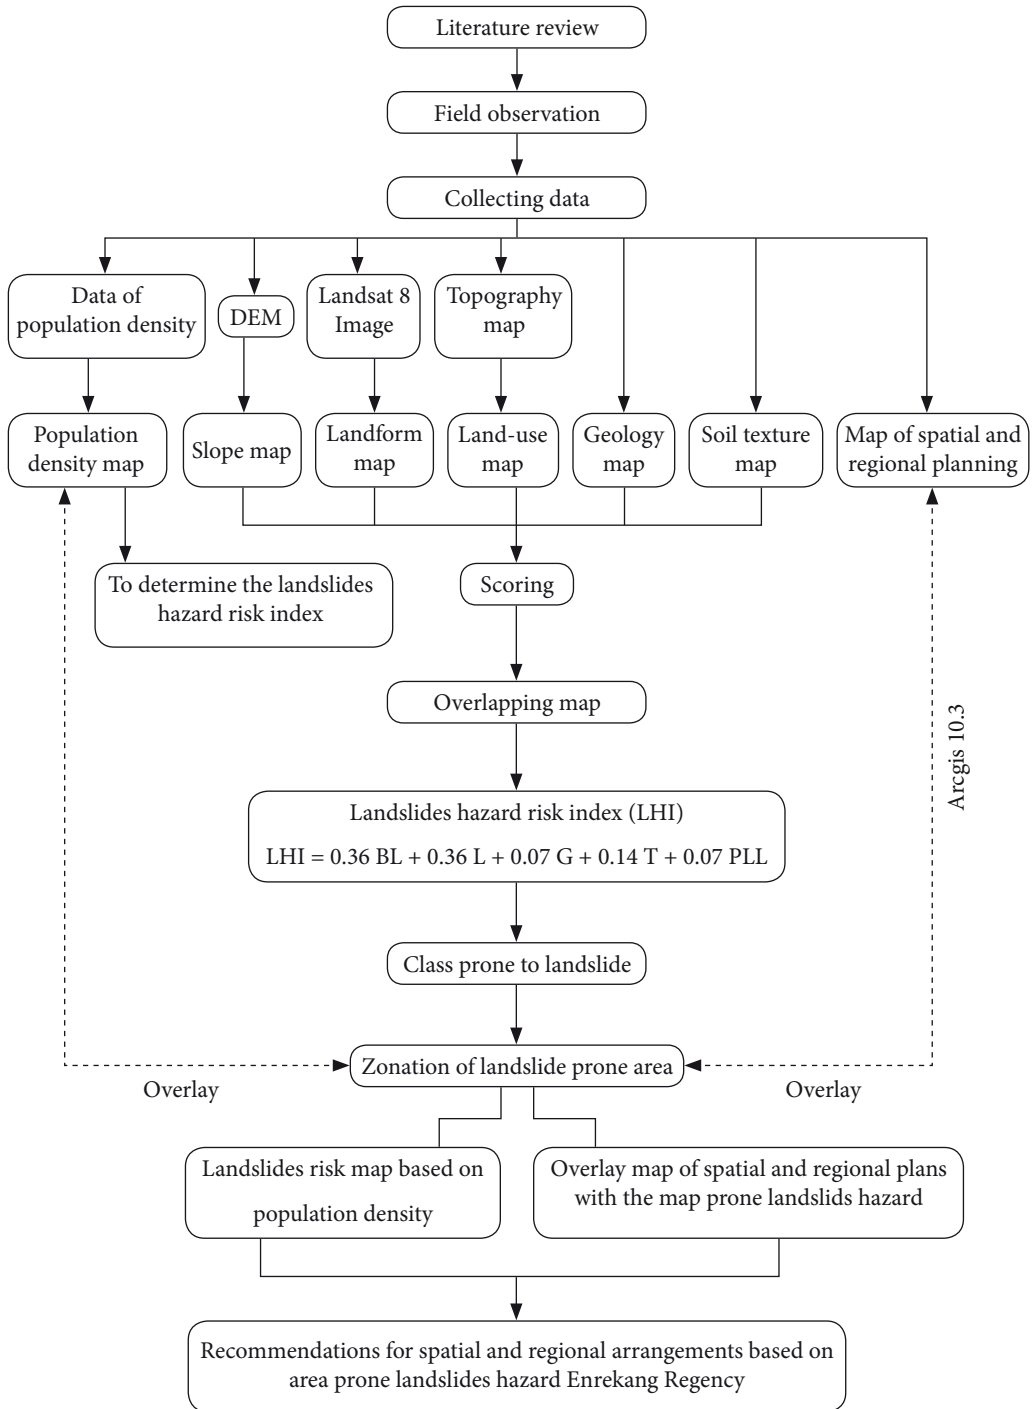 Literature review
Field observation
Collecting data
Data of
population density
DEM
Landsat 8
Image
Topography
map
Population
density map
Slope map
Landform
map
Land-use
map
Geology
map
Soil texture
map
Map of spatial and
regional planning
To determine the landslides
hazard risk index
Scoring
Overlapping map
Arcgis 10.3
Landslides hazard risk index (LHI)
LHI = 0.36 BL + 0.36 L + 0.07 G + 0.14 T + 0.07 PLL
Class prone to landslide
Zonation of landslide prone area
Overlay
Overlay
Landslides risk map based on
population density
Overlay map of spatial and regional plans
with the map prone landslids hazard
Recommendations for spatial and regional arrangements based on
area prone landslides hazard Enrekang Regency